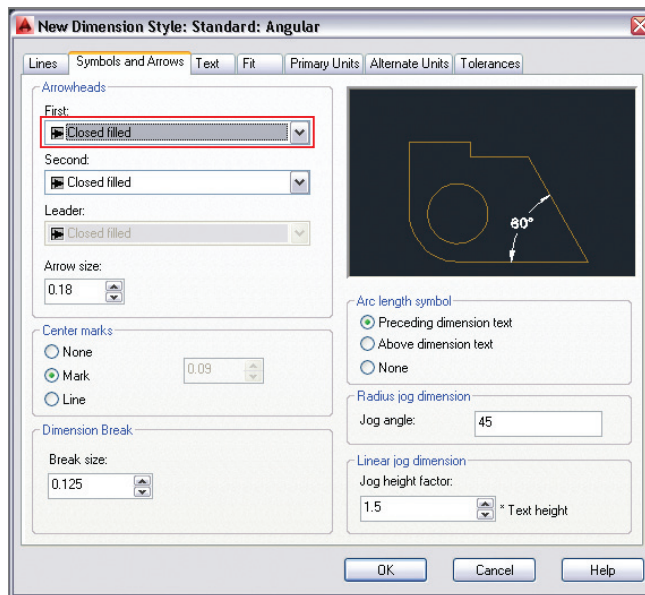 New Dimension Style: Standard: Angular
Lines Symbols and Arrows Text Fit Primary Units Alternate Units Tolerances
Arrowheads
First:
Closed filled
Second:
Closed filled
Leader:
Closed filled
Arrow size:
0.18
60°
Center marks
None
0.09
Mark
Line
Dimension Break
Break size:
0.125
Arc length symbol
Preceding dimension text
Above dimension text
None
Radius jog dimension
Jog angle: 45
Linear jog dimension
Jog height factor:
1.5 * Text height
OK Cancel Help